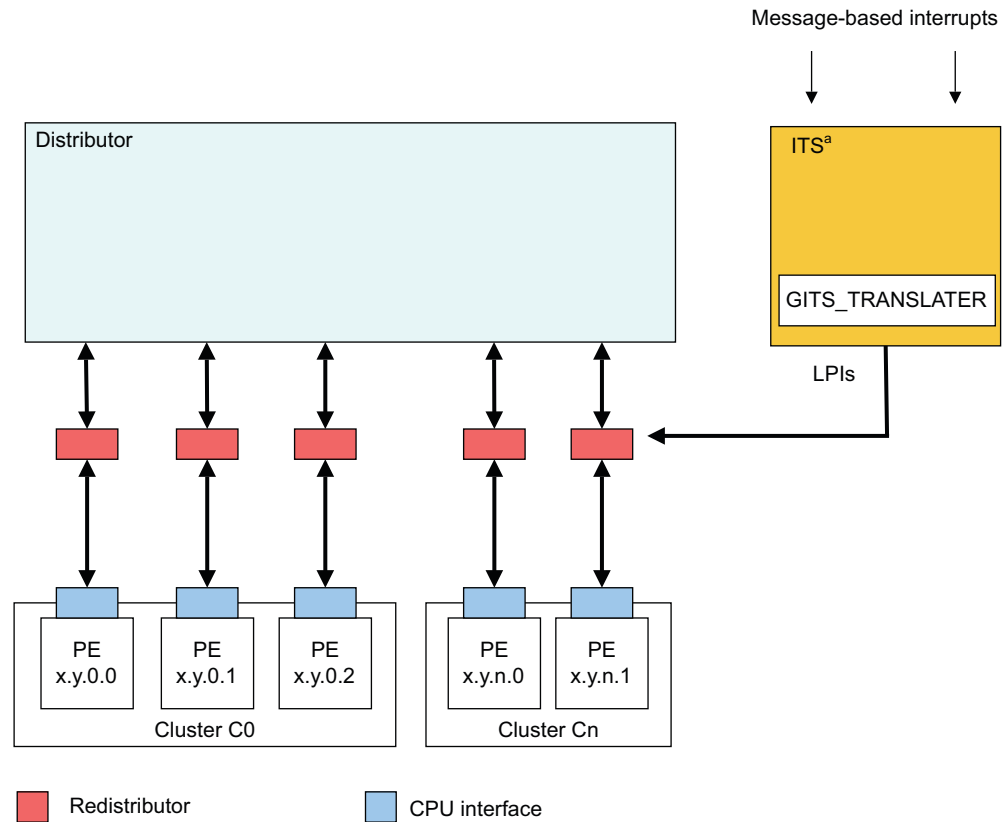 Message-based interrupts
Distributor
ITSᵃ
GITS_TRANSLATER
LPIs
PE
x.y.0.0
PE
x.y.0.1
PE
x.y.0.2
PE
x.y.n.0
PE
x.y.n.1
Cluster C0
Cluster Cn
Redistributor
CPU interface